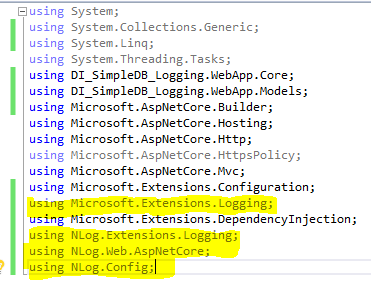 using System;
using System.Collections.Generic;
using System.Linq;
using System.Threading.Tasks;
using DI_SimpleDB_Logging.WebApp.Core;
using DI_SimpleDB_Logging.WebApp.Models;
using Microsoft.AspNetCore.Builder;
using Microsoft.AspNetCore.Hosting;
using Microsoft.AspNetCore.Http;
using Microsoft.AspNetCore.HttpsPolicy;
using Microsoft.AspNetCore.Mvc;
using Microsoft.Extensions.Configuration;
using Microsoft.Extensions.Logging;
using Microsoft.Extensions.DependencyInjection;
using NLog.Extensions.Logging;
using NLog.Web.AspNetCore;
using NLog.Config;